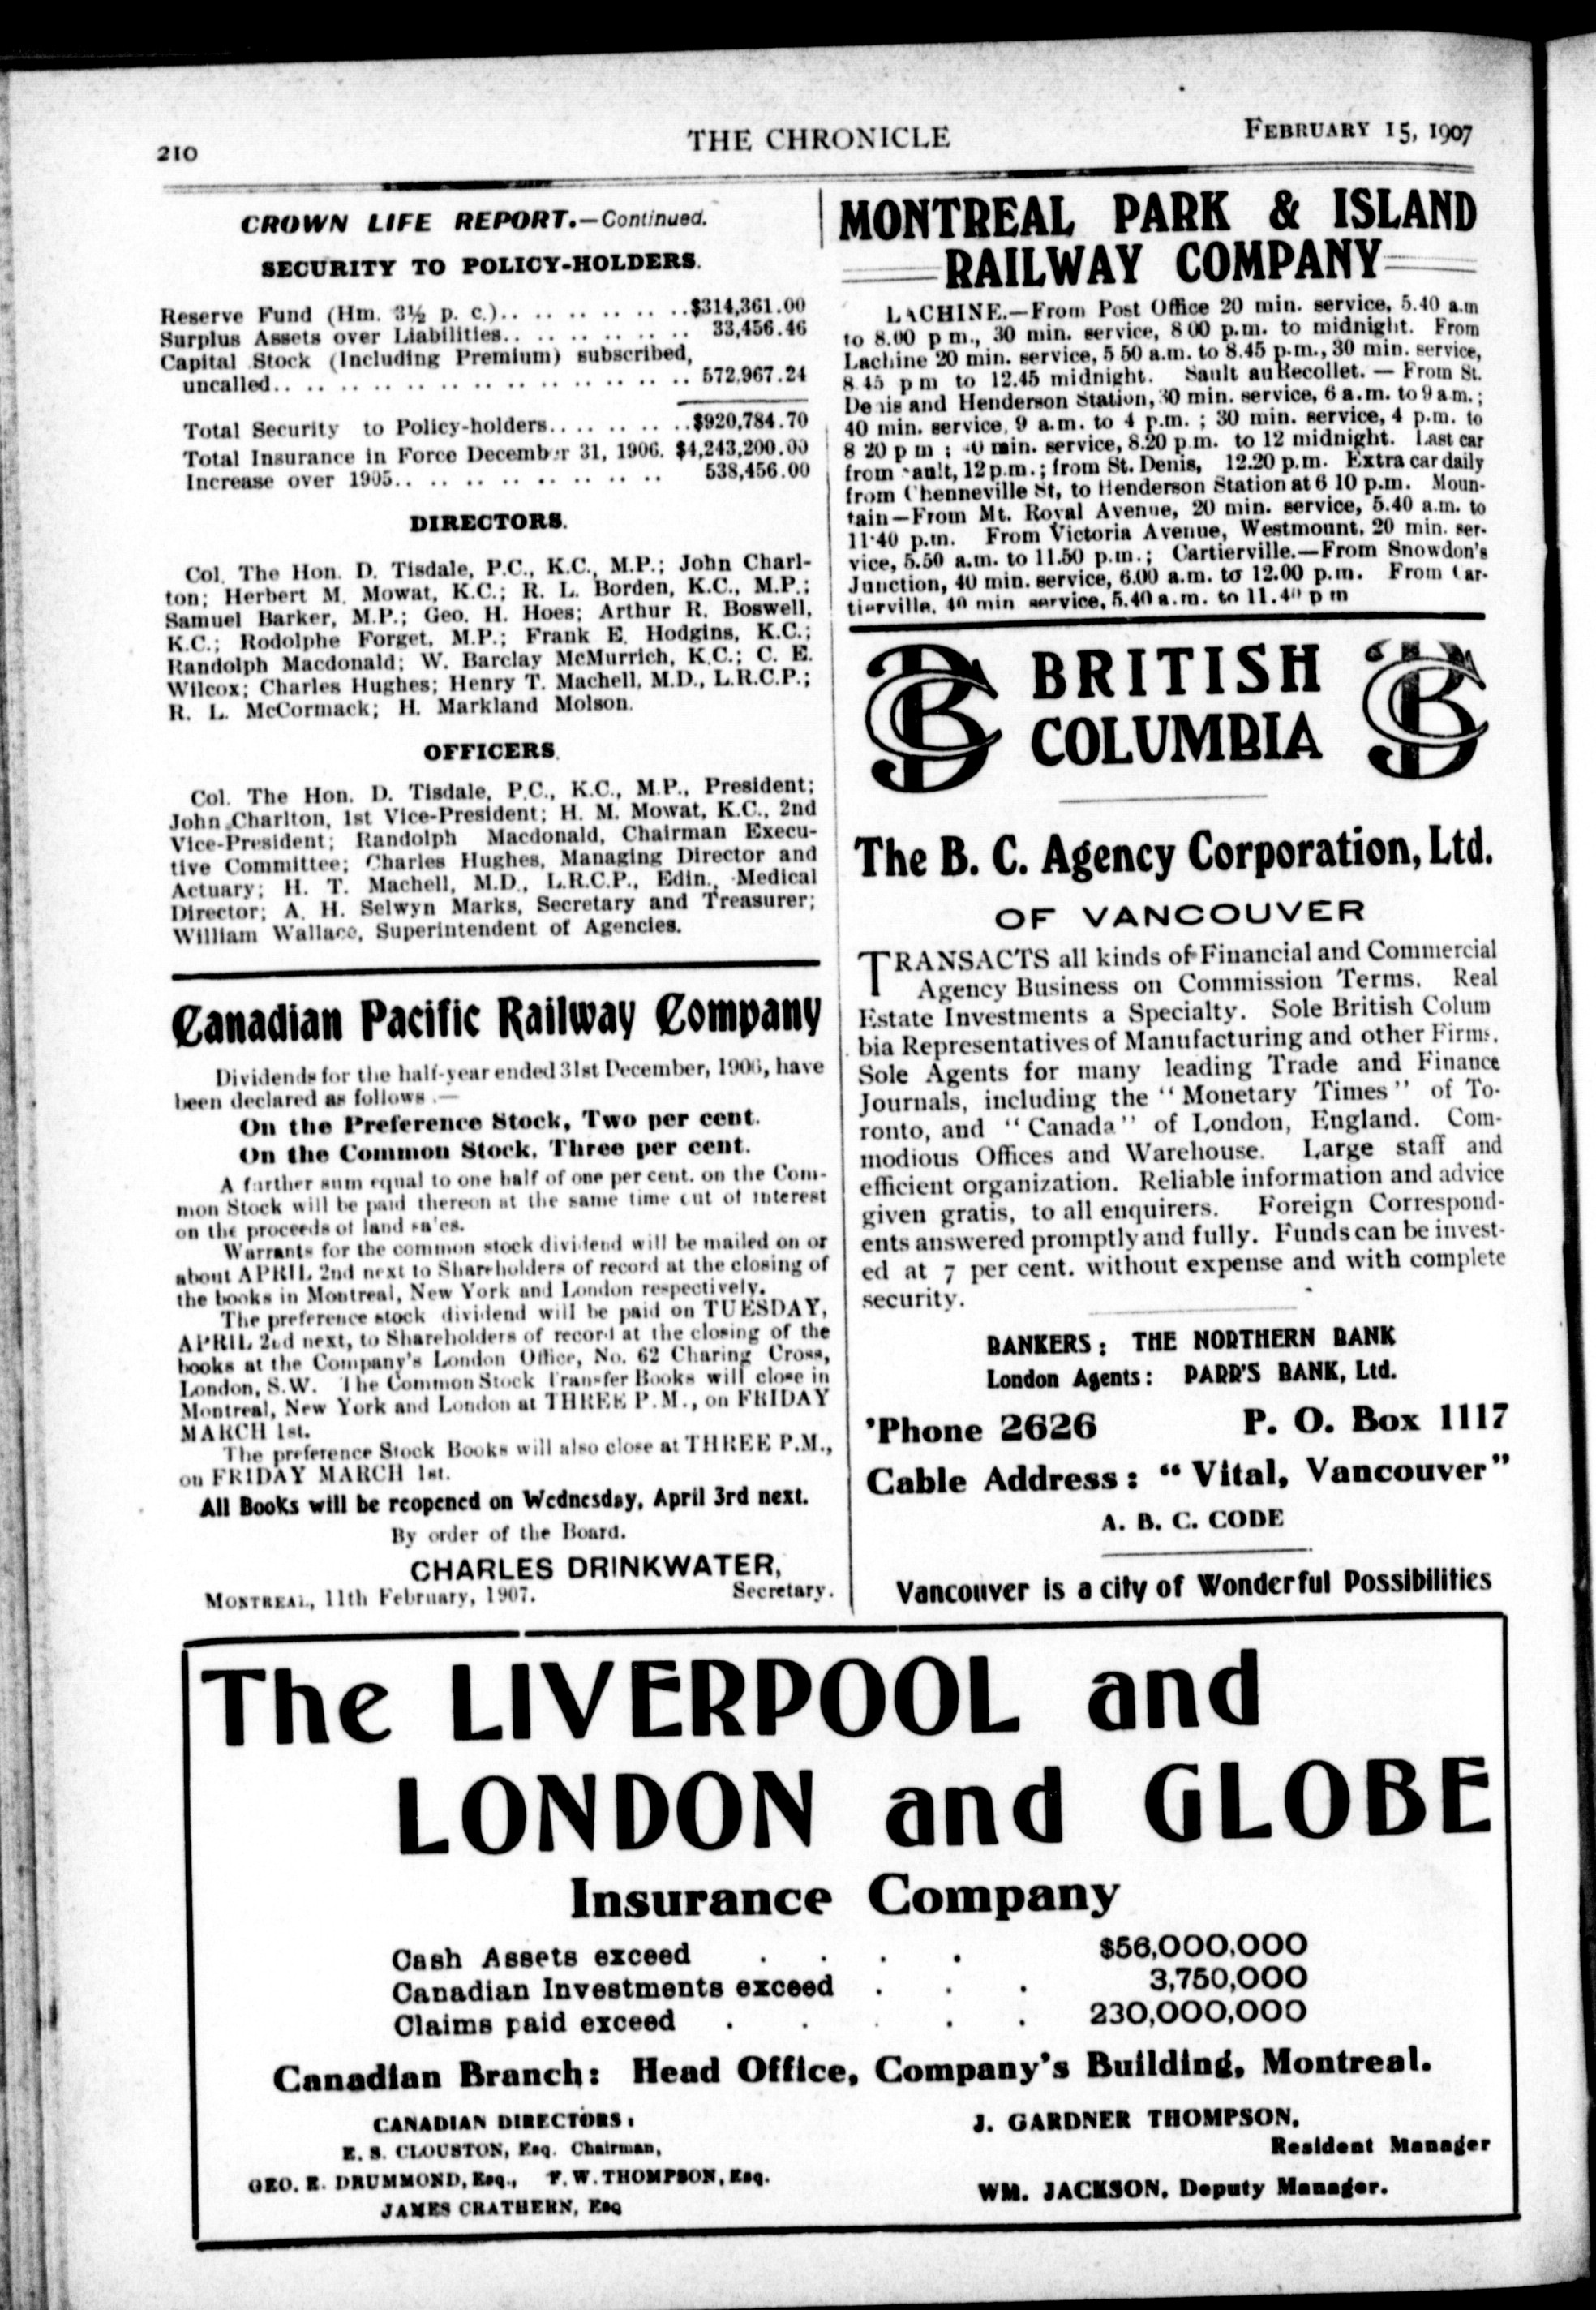 210
THE CHRONICLE
FEBRUARY 15, 1907
CROWN LIFE REPORT.—Continued.
SECURITY TO POLICY-HOLDERS.
Reserve Fund (Hm. 3½ p. c.).. .. .. .. .. .. ..$314,361.00
Surplus Assets over Liabilities.. .. .. .. .. .. .. 33,456.46
Capital Stock (Including Premium) subscribed,
uncalled.. .. .. .. .. .. .. .. .. .. .. .. .. .. .. 572,967.24
Total Security to Policy-holders.. .. .. .. ..$920,784.70
Total Insurance in Force December 31, 1906. $4,243,200.00
Increase over 1905.. .. .. .. .. .. .. .. .. .. 538,456.00
DIRECTORS.
Col. The Hon. D. Tisdale, P.C., K.C., M.P.; John Charl-
ton; Herbert M. Mowat, K.C.; R. L. Borden, K.C., M.P.;
Samuel Barker, M.P.; Geo. H. Hoes; Arthur R. Boswell,
K.C.; Rodolphe Forget, M.P.; Frank E. Hodgins, K.C.;
Randolph Macdonald; W. Barclay McMurrich, K.C.; C. E.
Wilcox; Charles Hughes; Henry T. Machell, M.D., L.R.C.P.;
R. L. McCormack; H. Markland Molson.
OFFICERS.
Col. The Hon. D. Tisdale, P.C., K.C., M.P., President;
John Charlton, 1st Vice-President; H. M. Mowat, K.C., 2nd
Vice-President; Randolph Macdonald, Chairman Execu-
tive Committee; Charles Hughes, Managing Director and
Actuary; H. T. Machell, M.D., L.R.C.P., Edin., Medical
Director; A. H. Selwyn Marks, Secretary and Treasurer;
William Wallace, Superintendent of Agencies.
Canadian Pacific Railway Company
Dividends for the half-year ended 31st December, 1906, have
been declared as follows :—
On the Preference Stock, Two per cent.
On the Common Stock, Three per cent.
A further sum equal to one half of one per cent. on the Com-
mon Stock will be paid thereon at the same time out of interest
on the proceeds of land sales.
Warrants for the common stock dividend will be mailed on or
about APRIL 2nd next to Shareholders of record at the closing of
the books in Montreal, New York and London respectively.
The preference stock dividend will be paid on TUESDAY,
APRIL 2nd next, to Shareholders of record at the closing of the
books at the Company's London Office, No. 62 Charing Cross,
London, S.W. The Common Stock Transfer Books will close in
Montreal, New York and London at THREE P.M., on FRIDAY
MARCH 1st.
The preference Stock Books will also close at THREE P.M.,
on FRIDAY MARCH 1st.
All Books will be reopened on Wednesday, April 3rd next.
By order of the Board.
CHARLES DRINKWATER,
Secretary.
MONTREAL, 11th February, 1907.
MONTREAL PARK & ISLAND
RAILWAY COMPANY
LACHINE.—From Post Office 20 min. service, 5.40 a.m
to 8.00 p m., 30 min. service, 8 00 p.m. to midnight. From
Lachine 20 min. service, 5 50 a.m. to 8.45 p.m., 30 min. service,
8.45 p m to 12.45 midnight. Sault au Recollet. — From St.
Denis and Henderson Station, 30 min. service, 6 a.m. to 9 a m.;
40 min. service, 9 a.m. to 4 p.m. ; 30 min. service, 4 p.m. to
8 20 p m ; 40 min. service, 8.20 p m. to 12 midnight. Last car
from Sault, 12 p.m.; from St. Denis, 12.20 p.m. Extra car daily
from Chenneville St, to Henderson Station at 6 10 p.m. Moun-
tain—From Mt. Royal Avenue, 20 min. service, 5.40 a.m. to
11·40 p.m. From Victoria Avenue, Westmount, 20 min. ser-
vice, 5.50 a.m. to 11.50 p.m.; Cartierville.—From Snowdon's
Junction, 40 min. service, 6.00 a.m. to 12.00 p.m. From Car-
tierville, 40 min service, 5.40 a.m. to 11.40 p m
BRITISH
COLUMBIA
The B. C. Agency Corporation, Ltd.
OF VANCOUVER
TRANSACTS all kinds of Financial and Commercial
Agency Business on Commission Terms. Real
Estate Investments a Specialty. Sole British Colum
bia Representatives of Manufacturing and other Firms.
Sole Agents for many leading Trade and Finance
Journals, including the "Monetary Times" of To-
ronto, and "Canada" of London, England. Com-
modious Offices and Warehouse. Large staff and
efficient organization. Reliable information and advice
given gratis, to all enquirers. Foreign Correspond-
ents answered promptly and fully. Funds can be invest-
ed at 7 per cent. without expense and with complete
security.
BANKERS: THE NORTHERN BANK
London Agents: PARR'S BANK, Ltd.
'Phone 2626 P. O. Box 1117
Cable Address: "Vital, Vancouver"
A. B. C. CODE
Vancouver is a city of Wonderful Possibilities
The LIVERPOOL and
LONDON and GLOBE
Insurance Company
Cash Assets exceed . . . . $56,000,000
Canadian Investments exceed . . . 3,750,000
Claims paid exceed . . . . . 230,000,000
Canadian Branch: Head Office, Company's Building, Montreal.
CANADIAN DIRECTORS:
E. S. CLOUSTON, Esq. Chairman,
GEO. E. DRUMMOND, Esq., F. W. THOMPSON, Esq.
JAMES CRATHERN, Esq
J. GARDNER THOMPSON,
Resident Manager
WM. JACKSON, Deputy Manager.